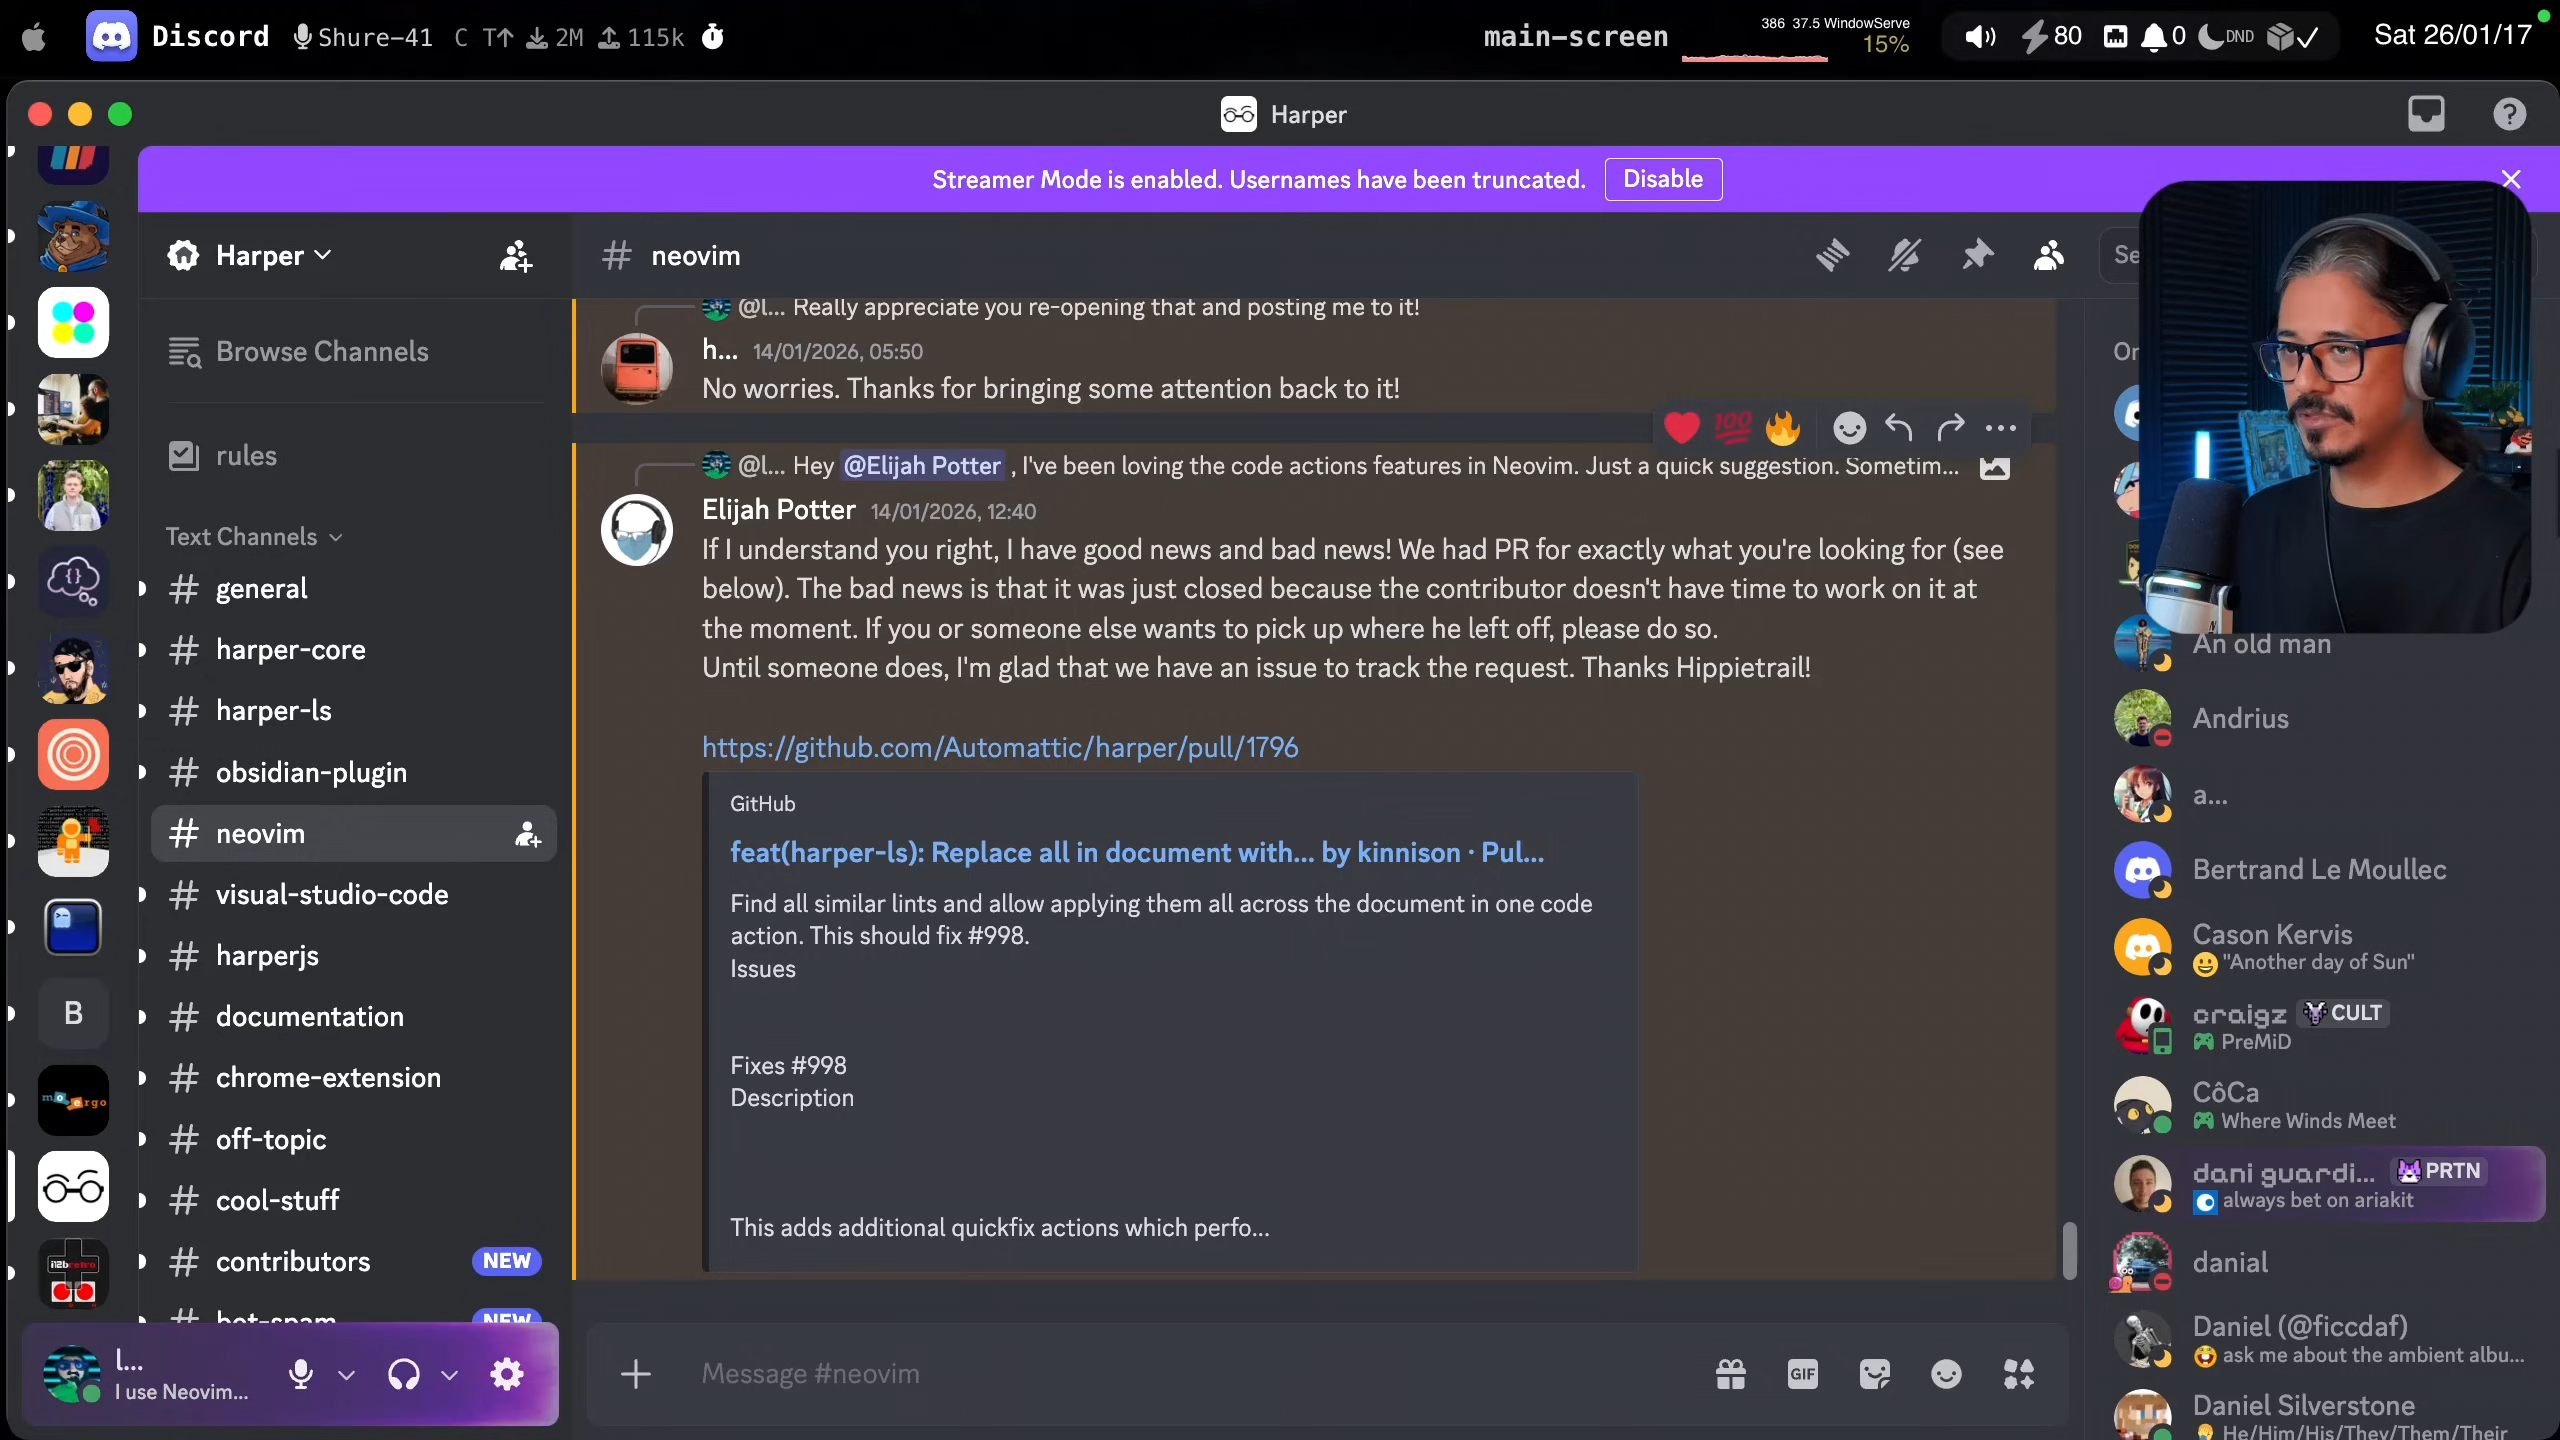 Discord Shure-41 C T↑ 2M 115k
main-screen 386 37.5 WindowServe 15% 80 0 DND Sat 26/01/17
Harper
Streamer Mode is enabled. Usernames have been truncated. Disable
Harper
Browse Channels
rules
Text Channels
# general
# harper-core
# harper-ls
# obsidian-plugin
# neovim
# visual-studio-code
# harperjs
# documentation
# chrome-extension
# off-topic
# cool-stuff
# contributors NEW
# bot-spam NEW
B
moergo
l...
I use Neovim...
# neovim
Se
@l... Really appreciate you re-opening that and posting me to it!
h... 14/01/2026, 05:50
No worries. Thanks for bringing some attention back to it!
100
@l... Hey @Elijah Potter , I've been loving the code actions features in Neovim. Just a quick suggestion. Sometim...
Elijah Potter 14/01/2026, 12:40
If I understand you right, I have good news and bad news! We had PR for exactly what you're looking for (see
below). The bad news is that it was just closed because the contributor doesn't have time to work on it at
the moment. If you or someone else wants to pick up where he left off, please do so.
Until someone does, I'm glad that we have an issue to track the request. Thanks Hippietrail!
https://github.com/Automattic/harper/pull/1796
GitHub
feat(harper-ls): Replace all in document with... by kinnison · Pul...
Find all similar lints and allow applying them all across the document in one code
action. This should fix #998.
Issues
Fixes #998
Description
This adds additional quickfix actions which perfo...
Message #neovim
GIF
An old man
Andrius
a...
Bertrand Le Moullec
Cason Kervis
"Another day of Sun"
craigz CULT
PreMiD
CôCa
Where Winds Meet
dani guardi... PRTN
always bet on ariakit
danial
Daniel (@ficcdaf)
ask me about the ambient albu...
Daniel Silverstone
He/Him/His/They/Them/Their